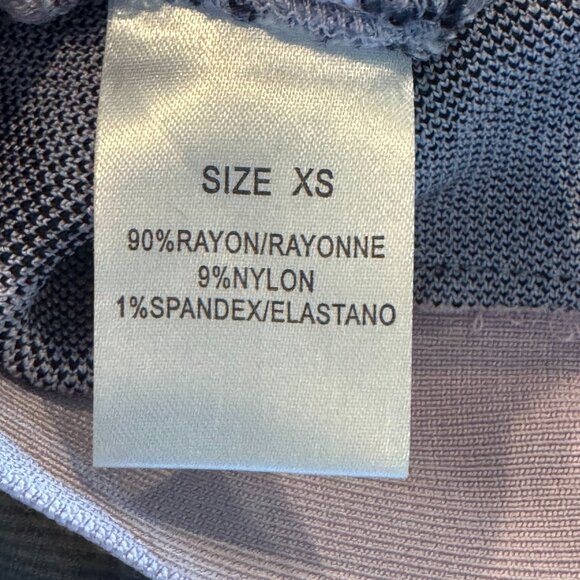 SIZE XS
90%RAYON/RAYONNE
9%NYLON
1%SPANDEX/ELASTANO